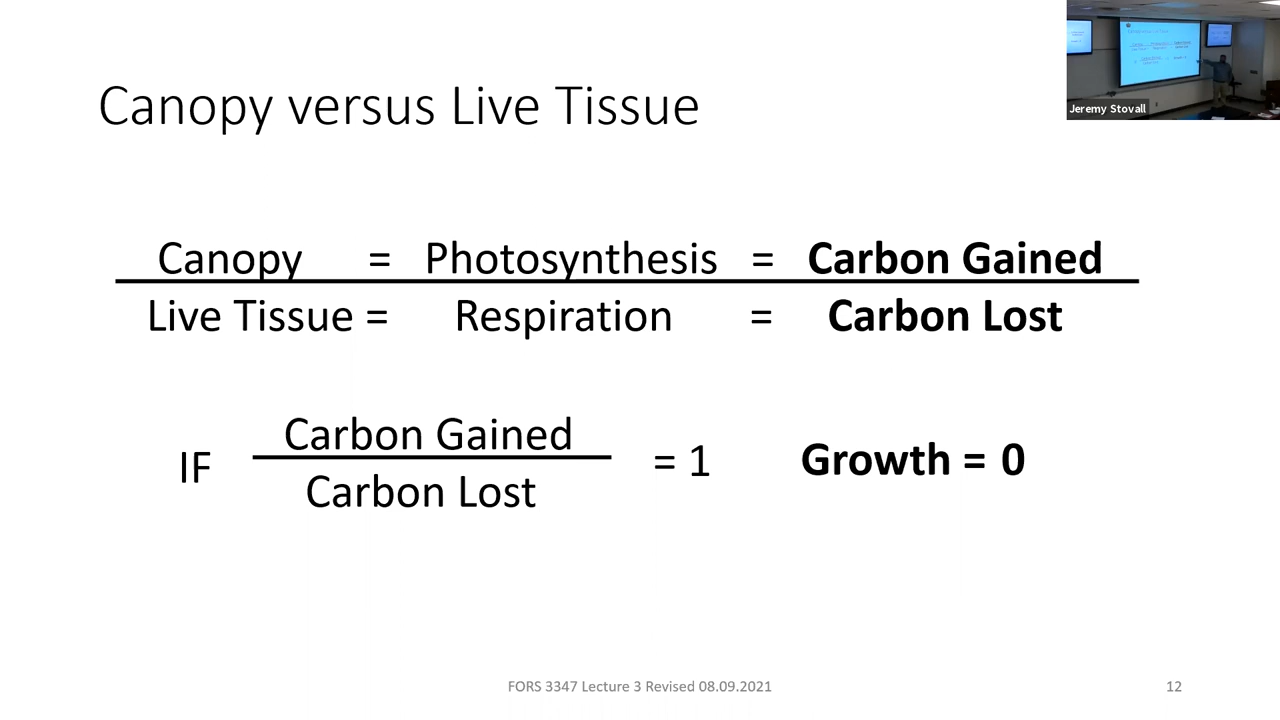 Jeremy Stovall
Canopy versus Live Tissue
Canopy = Photosynthesis = Carbon Gained
Live Tissue = Respiration = Carbon Lost
IF Carbon Gained = 1 Growth = 0
Carbon Lost
FORS 3347 Lecture 3 Revised 08.09.2021 12